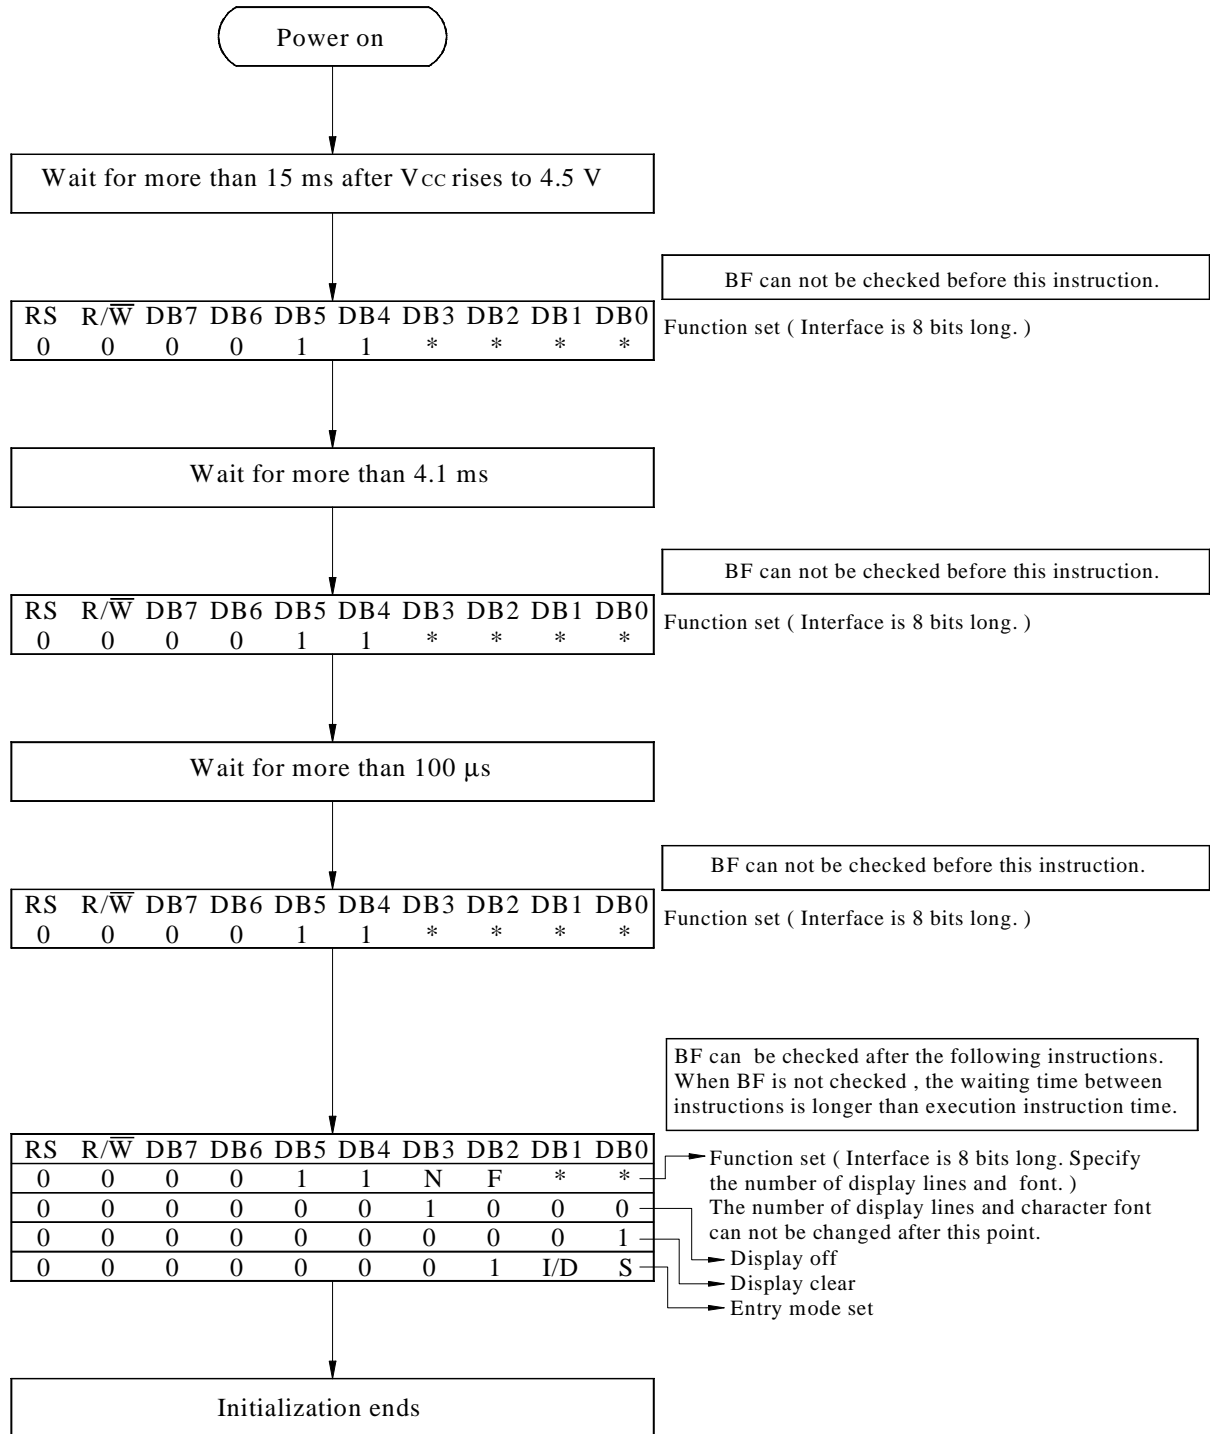 Power on
Wait for more than 15 ms after VCC rises to 4.5 V
BF can not be checked before this instruction.
RS R/W̅ DB7 DB6 DB5 DB4 DB3 DB2 DB1 DB0
0 0 0 0 1 1 * * * *
Function set ( Interface is 8 bits long. )
Wait for more than 4.1 ms
BF can not be checked before this instruction.
RS R/W̅ DB7 DB6 DB5 DB4 DB3 DB2 DB1 DB0
0 0 0 0 1 1 * * * *
Function set ( Interface is 8 bits long. )
Wait for more than 100 μs
BF can not be checked before this instruction.
RS R/W̅ DB7 DB6 DB5 DB4 DB3 DB2 DB1 DB0
0 0 0 0 1 1 * * * *
Function set ( Interface is 8 bits long. )
BF can be checked after the following instructions.
When BF is not checked , the waiting time between
instructions is longer than execution instruction time.
RS R/W̅ DB7 DB6 DB5 DB4 DB3 DB2 DB1 DB0
0 0 0 0 1 1 N F * *
0 0 0 0 0 0 1 0 0 0
0 0 0 0 0 0 0 0 0 1
0 0 0 0 0 0 0 1 I/D S
Function set ( Interface is 8 bits long. Specify
the number of display lines and font. )
The number of display lines and character font
can not be changed after this point.
Display off
Display clear
Entry mode set
Initialization ends